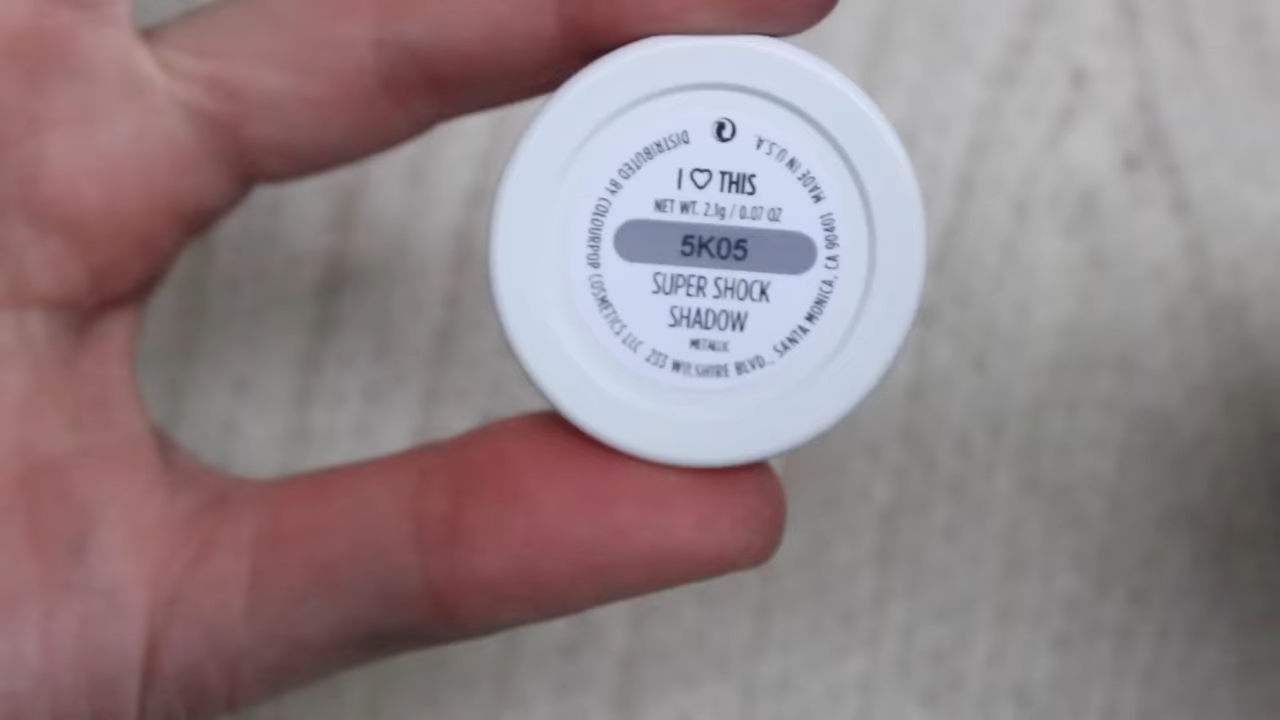 I ♡ THIS
NET WT. 2.1g / 0.07 OZ
5K05
SUPER SHOCK
SHADOW
METALLIC
DISTRIBUTED BY COLOURPOP COSMETICS LLC 233 WILSHIRE BLVD., SANTA MONICA, CA 90401 MADE IN U.S.A.